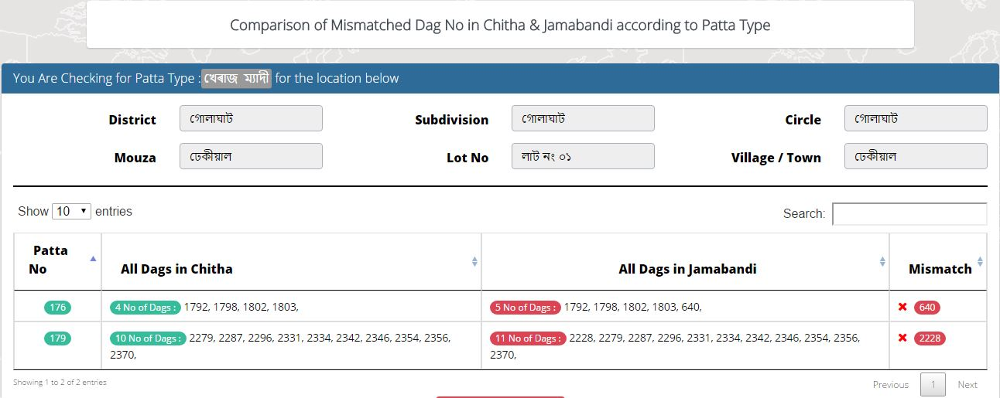 Comparison of Mismatched Dag No in Chitha & Jamabandi according to Patta Type
You Are Checking for Patta Type : খেৰাজ ম্যাদী for the location below
District গোলাঘাট Subdivision গোলাঘাট Circle গোলাঘাট
Mouza ঢেকীয়াল Lot No লাট নং ০১ Village / Town ঢেকীয়াল
Show 10 entries Search:
Patta No All Dags in Chitha All Dags in Jamabandi Mismatch
176 4 No of Dags : 1792, 1798, 1802, 1803, 5 No of Dags : 1792, 1798, 1802, 1803, 640, ✖ 640
179 10 No of Dags : 2279, 2287, 2296, 2331, 2334, 2342, 2346, 2354, 2356, 11 No of Dags : 2228, 2279, 2287, 2296, 2331, 2334, 2342, 2346, 2354, 2356, ✖ 2228
2370, 2370,
Showing 1 to 2 of 2 entries Previous 1 Next